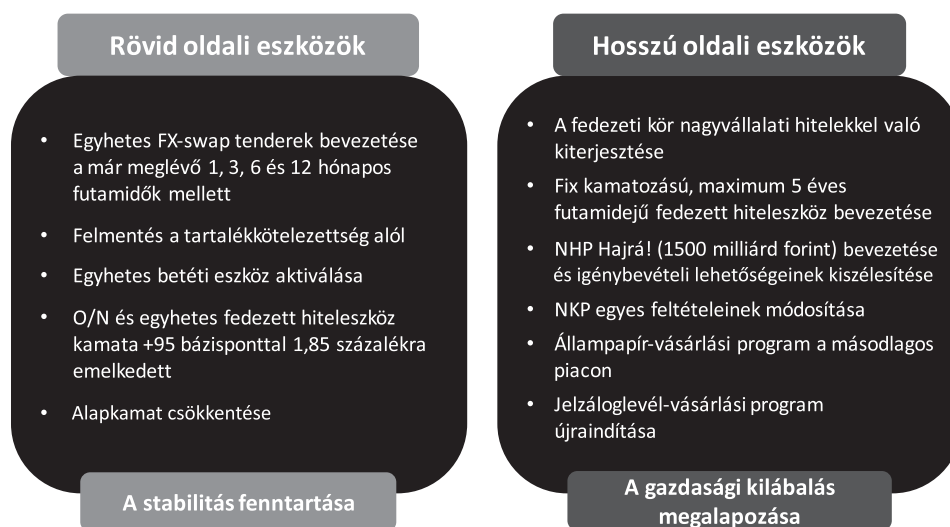 Rövid oldali eszközök
• Egyhetes FX-swap tenderek bevezetése
a már meglévő 1, 3, 6 és 12 hónapos
futamidők mellett
• Felmentés a tartalékkötelezettség alól
• Egyhetes betéti eszköz aktiválása
• O/N és egyhetes fedezett hiteleszköz
kamata +95 bázisponttal 1,85 százalékra
emelkedett
• Alapkamat csökkentése
A stabilitás fenntartása
Hosszú oldali eszközök
• A fedezeti kör nagyvállalati hitelekkel való
kiterjesztése
• Fix kamatozású, maximum 5 éves
futamidejű fedezett hiteleszköz bevezetése
• NHP Hajrá! (1500 milliárd forint) bevezetése
és igénybevételi lehetőségeinek kiszélesítése
• NKP egyes feltételeinek módosítása
• Állampapír-vásárlási program a másodlagos
piacon
• Jelzáloglevél-vásárlási program
újraindítása
A gazdasági kilábalás
megalapozása